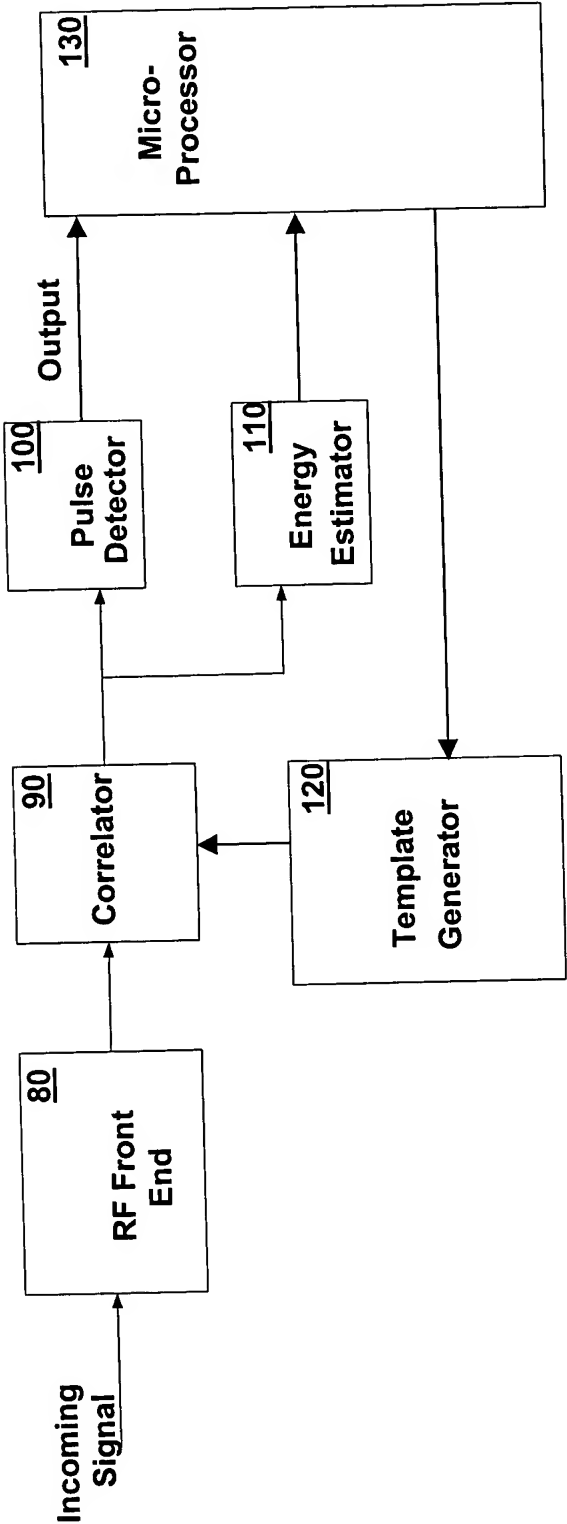 Incoming
Signal
80
RF Front
End
90
Correlator
100
Pulse
Detector
Output
110
Energy
Estimator
120
Template
Generator
130
Micro-
Processor